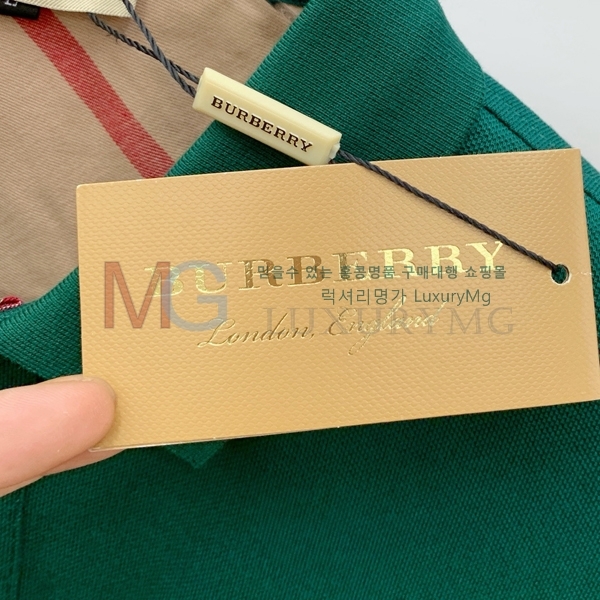 BURBERRY
BURBERRY
믿을수 있는 홍콩명품 구매대행 쇼핑몰
럭셔리명가 LuxuryMg
MG LUXURY MG
London, England